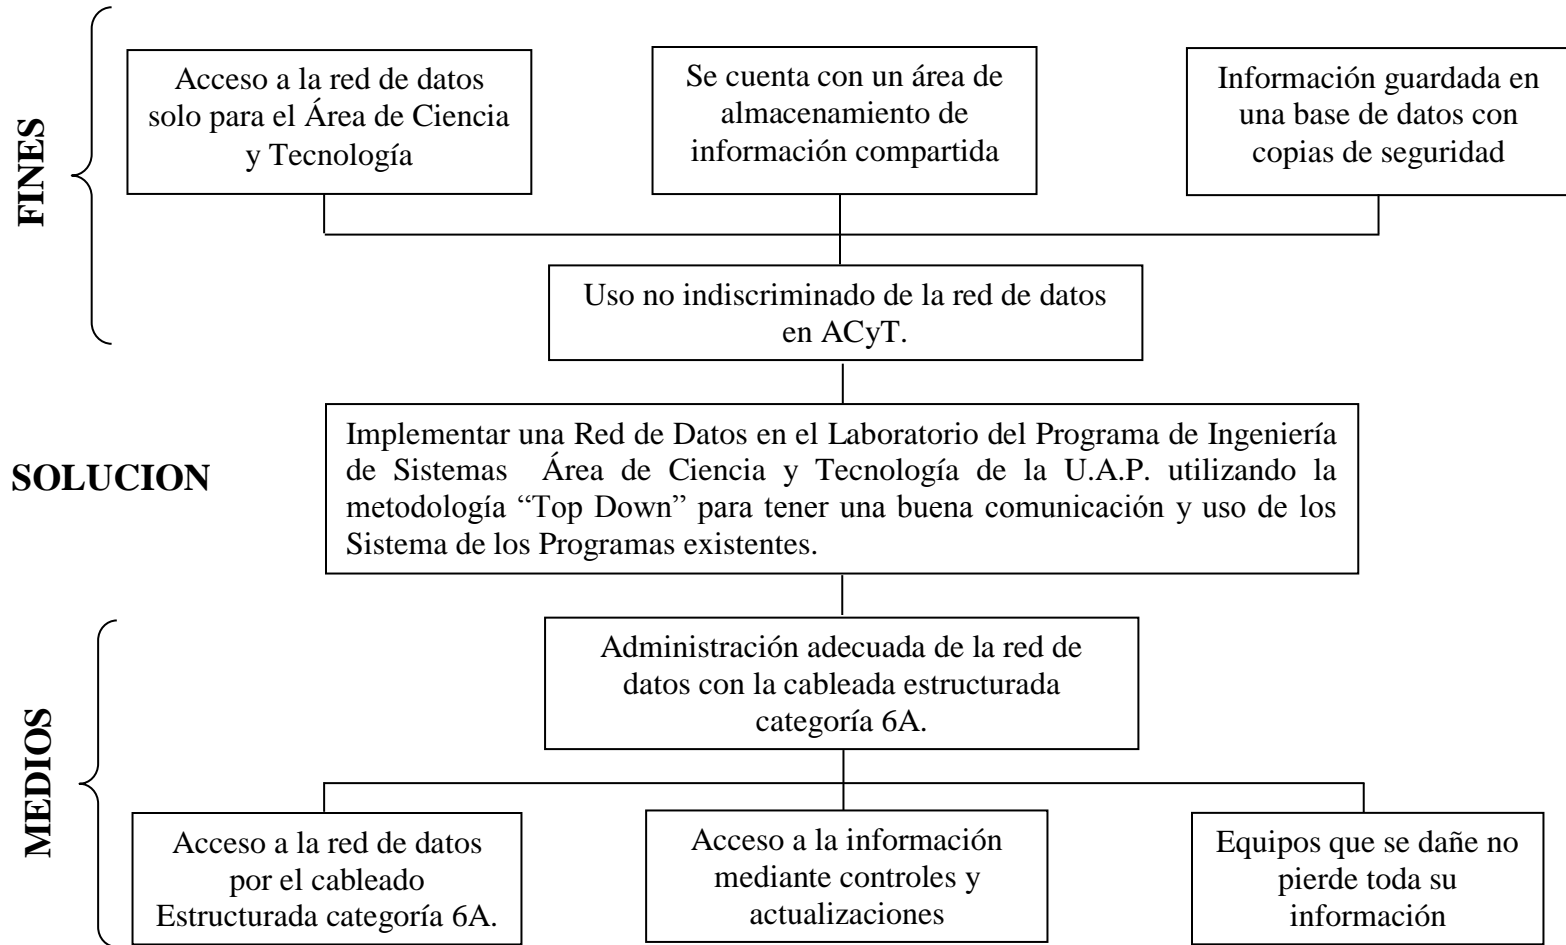 FINES
Acceso a la red de datos
solo para el Área de Ciencia
y Tecnología
Se cuenta con un área de
almacenamiento de
información compartida
Información guardada en
una base de datos con
copias de seguridad
Uso no indiscriminado de la red de datos
en ACyT.
SOLUCION
Implementar una Red de Datos en el Laboratorio del Programa de Ingeniería
de Sistemas Área de Ciencia y Tecnología de la U.A.P. utilizando la
metodología “Top Down” para tener una buena comunicación y uso de los
Sistema de los Programas existentes.
MEDIOS
Administración adecuada de la red de
datos con la cableada estructurada
categoría 6A.
Acceso a la red de datos
por el cableado
Estructurada categoría 6A.
Acceso a la información
mediante controles y
actualizaciones
Equipos que se dañe no
pierde toda su
información